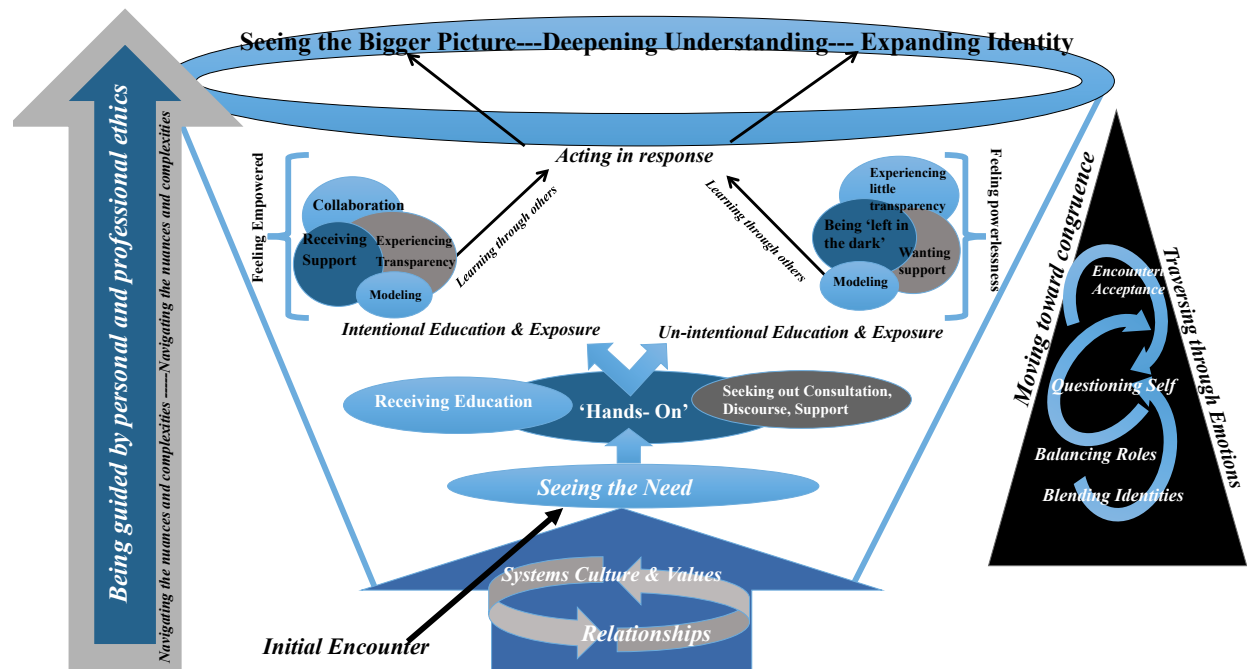 Seeing the Bigger Picture---Deepening Understanding--- Expanding Identity
Being guided by personal and professional ethics
Navigating the nuances and complexities -----Navigating the nuances and complexities
Acting in response
Feeling Empowered
Collaboration
Receiving
Support
Experiencing
Transparency
Modeling
Learning through others
Intentional Education & Exposure
Learning through others
Experiencing
little
transparency
Being ‘left in
the dark’
Wanting
support
Modeling
Feeling powerlessness
Un-intentional Education & Exposure
Receiving Education
‘Hands- On’
Seeking out Consultation,
Discourse, Support
Seeing the Need
Systems Culture & Values
Relationships
Initial Encounter
Moving toward congruence
Traversing through Emotions
Acceptance
Questioning Self
Balancing Roles
Blending Identities